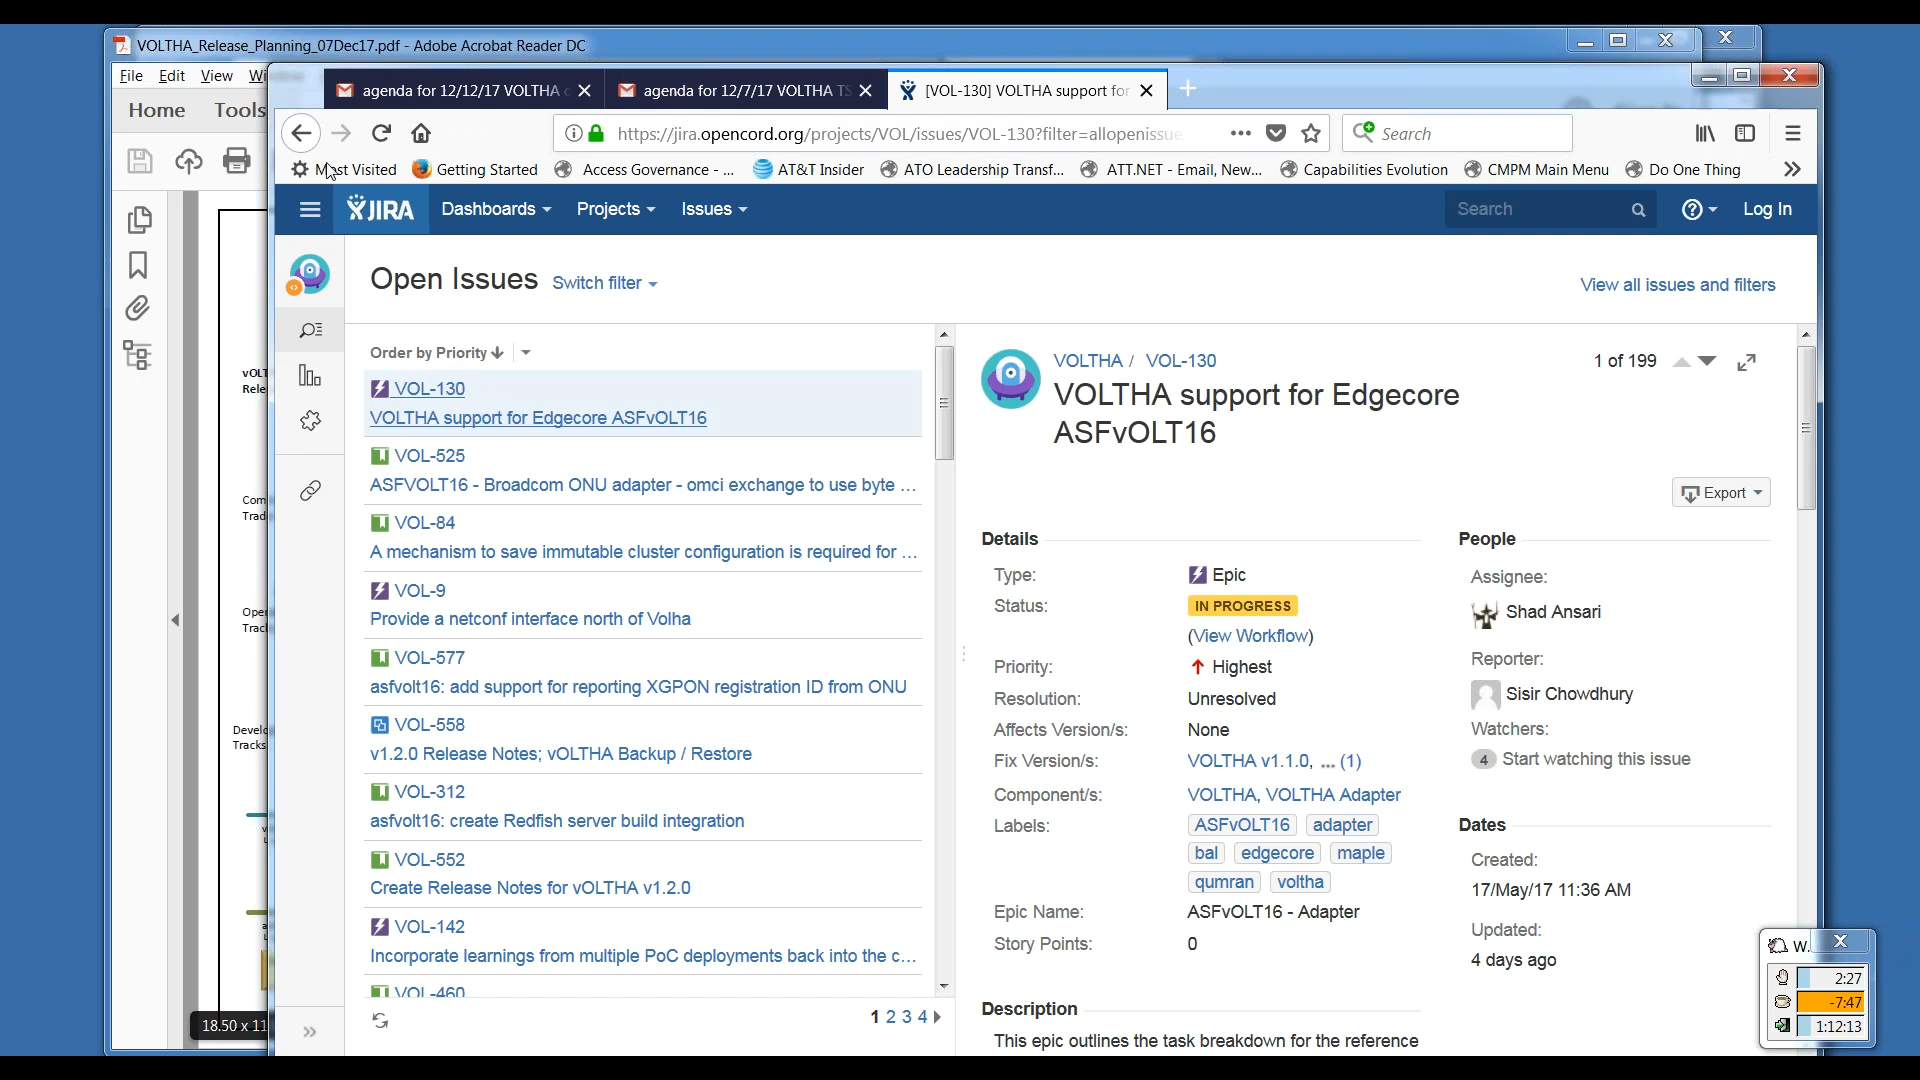 VOLTHA_Release_Planning_07Dec17.pdf - Adobe Acrobat Reader DC
File Edit View
Home Tools
agenda for 12/12/17 VOLTHA
agenda for 12/7/17 VOLTHA TS
[VOL-130] VOLTHA support for
https://jira.opencord.org/projects/VOL/issues/VOL-130?filter=allopenissue
Search
Most Visited Getting Started Access Governance - ... AT&T Insider ATO Leadership Transf... ATT.NET - Email, New... Capabilities Evolution CMPM Main Menu Do One Thing
JIRA Dashboards Projects Issues Search Log In
Open Issues Switch filter
View all issues and filters
Order by Priority
VOL-130
VOLTHA support for Edgecore ASFvOLT16
VOL-525
ASFVOLT16 - Broadcom ONU adapter - omci exchange to use byte ...
VOL-84
A mechanism to save immutable cluster configuration is required for ...
VOL-9
Provide a netconf interface north of Volha
VOL-577
asfvolt16: add support for reporting XGPON registration ID from ONU
VOL-558
v1.2.0 Release Notes; vOLTHA Backup / Restore
VOL-312
asfvolt16: create Redfish server build integration
VOL-552
Create Release Notes for vOLTHA v1.2.0
VOL-142
Incorporate learnings from multiple PoC deployments back into the c...
VOL-460
1 2 3 4
VOLTHA / VOL-130
1 of 199
VOLTHA support for Edgecore
ASFvOLT16
Export
Details
Type: Epic
Status: IN PROGRESS
(View Workflow)
Priority: Highest
Resolution: Unresolved
Affects Version/s: None
Fix Version/s: VOLTHA v1.1.0, ... (1)
Component/s: VOLTHA, VOLTHA Adapter
Labels: ASFvOLT16 adapter
bal edgecore maple
qumran voltha
Epic Name: ASFvOLT16 - Adapter
Story Points: 0
Description
This epic outlines the task breakdown for the reference
People
Assignee:
Shad Ansari
Reporter:
Sisir Chowdhury
Watchers:
4 Start watching this issue
Dates
Created:
17/May/17 11:36 AM
Updated:
4 days ago
18.50 x 11
W.
2:27
-7:47
1:12:13